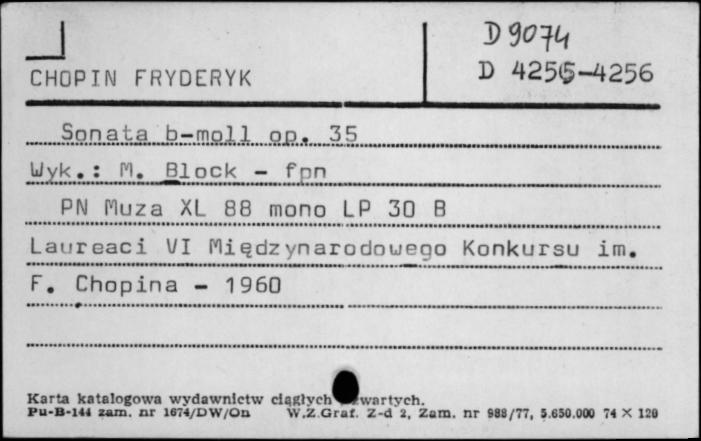 D 9074
D 4255-4256
CHOPIN FRYDERYK
Sonata b-moll op. 35
Wyk.: M. Block - fpn
PN Muza XL 88 mono LP 30 B
Laureaci VI Międzynarodowego Konkursu im.
F. Chopina - 1960
Karta katalogowa wydawnictw ciągłych zwartych.
Pu-B-144 zam. nr 1674/DW/On W.Z.Graf. Z-d 2, Zam. nr 988/77, 5.650.000 74 X 120